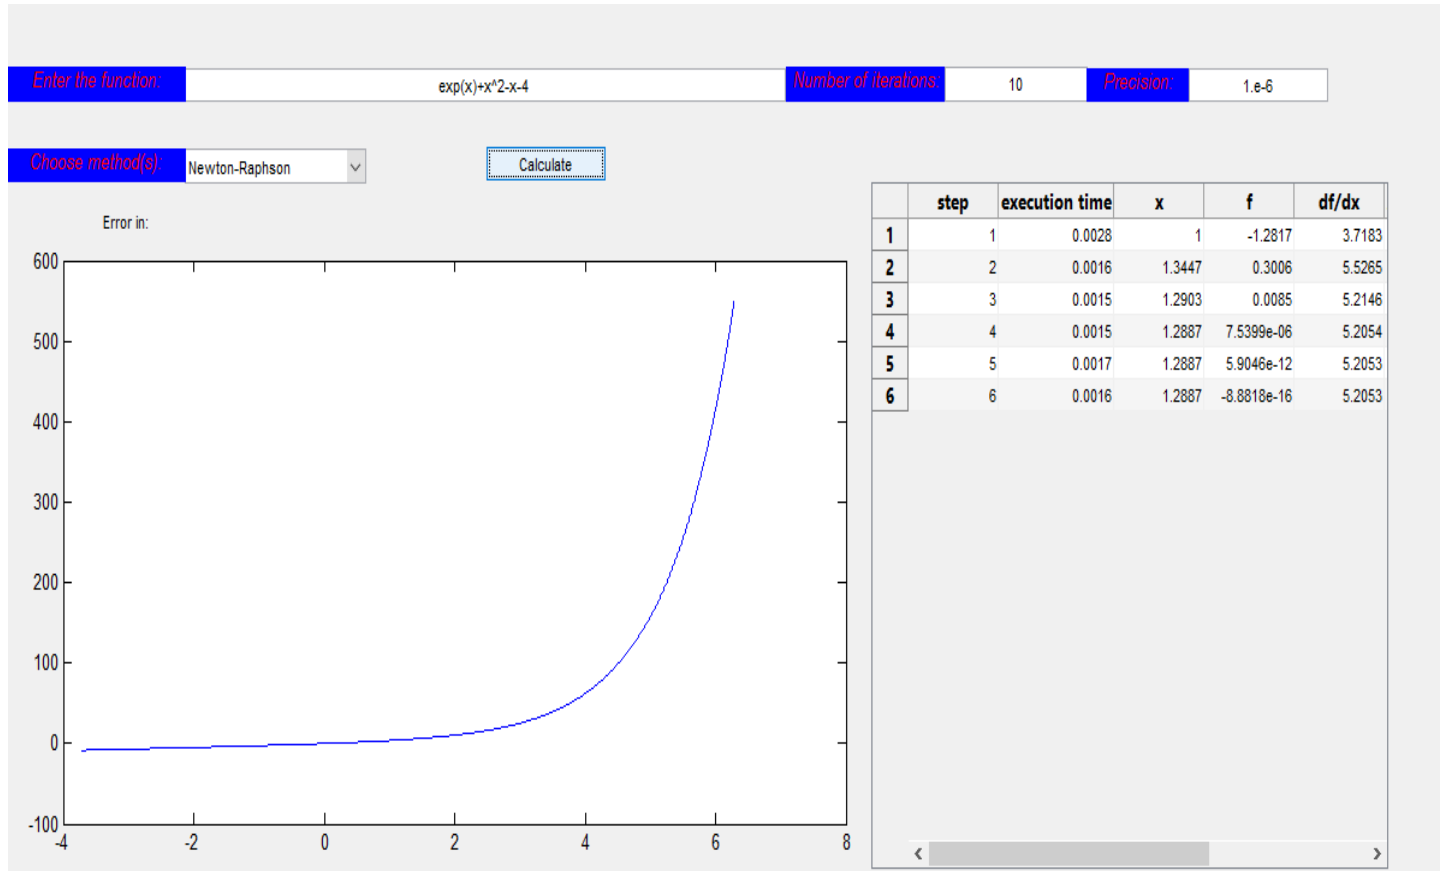 Enter the function: exp(x)+x^2-x-4 Number of iterations: 10 Precision: 1.e-6
Choose method(s): Newton-Raphson Calculate
Error in:
600
500
400
300
200
100
0
-100
-4 -2 0 2 4 6 8
step execution time x f df/dx
1 1 0.0028 1 -1.2817 3.7183
2 2 0.0016 1.3447 0.3006 5.5265
3 3 0.0015 1.2903 0.0085 5.2146
4 4 0.0015 1.2887 7.5399e-06 5.2054
5 5 0.0017 1.2887 5.9046e-12 5.2053
6 6 0.0016 1.2887 -8.8818e-16 5.2053